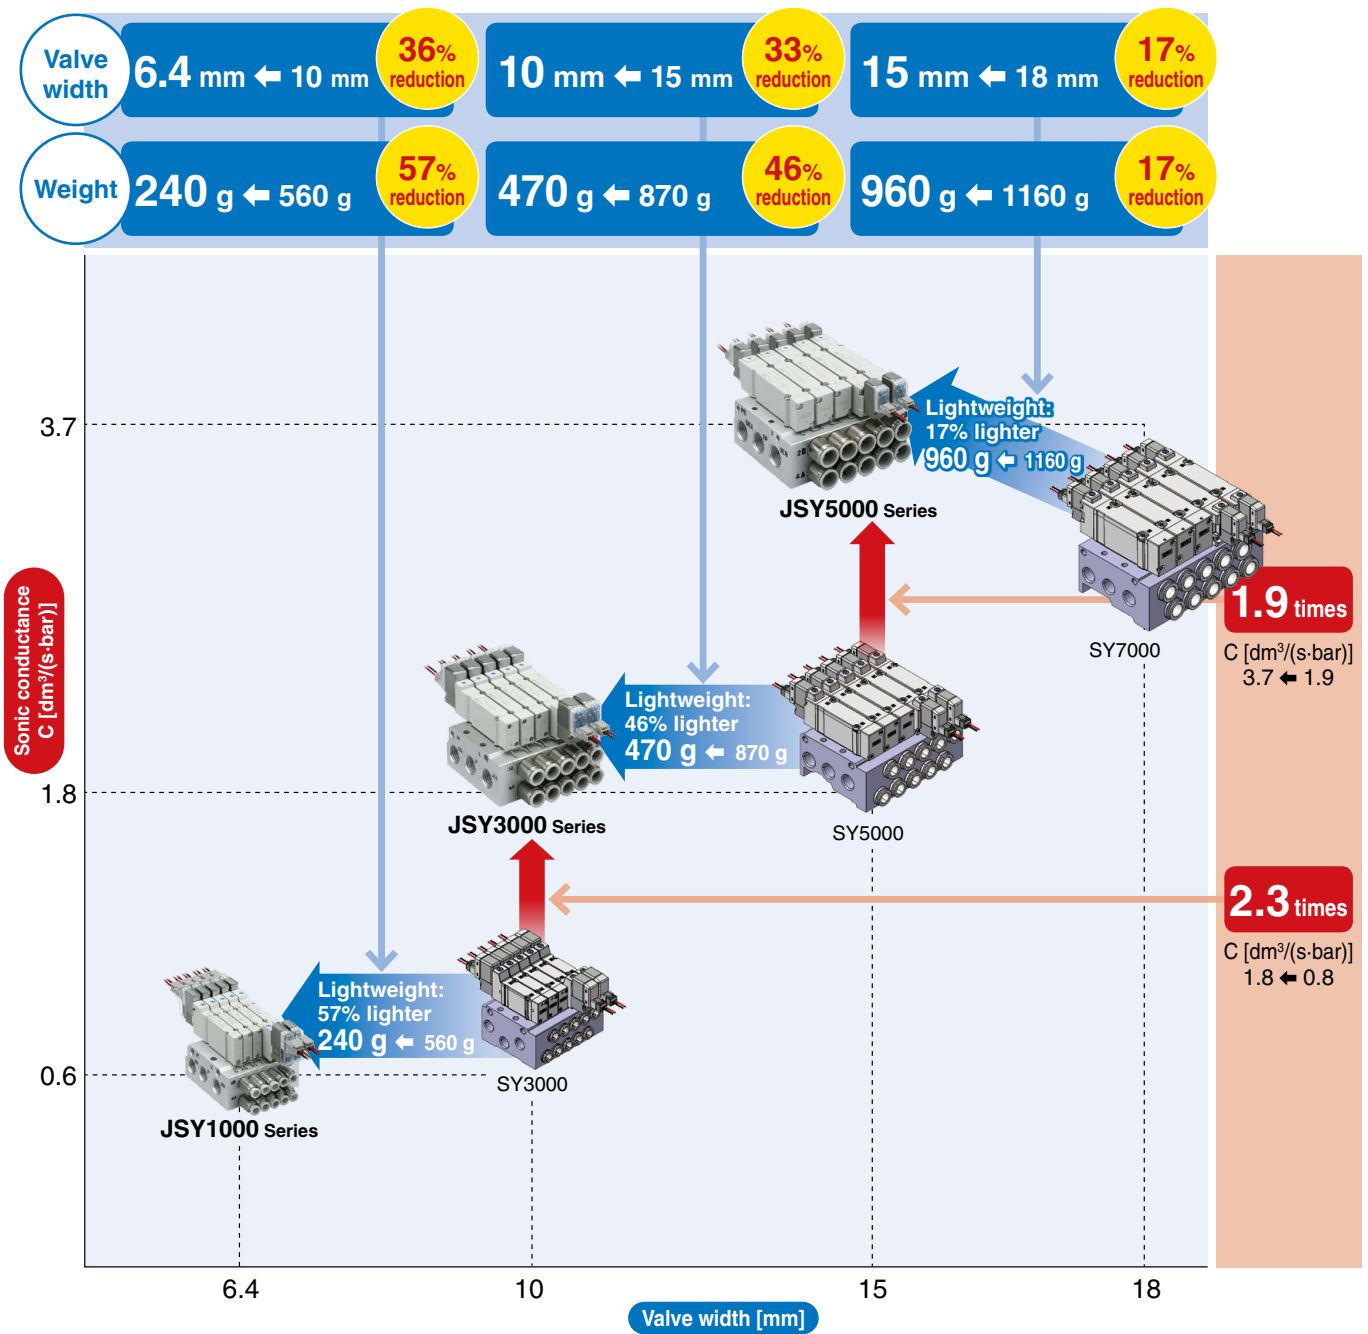 Valve
width
6.4 mm ⬅ 10 mm
36%
reduction
10 mm ⬅ 15 mm
33%
reduction
15 mm ⬅ 18 mm
17%
reduction
Weight
240 g ⬅ 560 g
57%
reduction
470 g ⬅ 870 g
46%
reduction
960 g ⬅ 1160 g
17%
reduction
Sonic conductance
C [dm³/(s·bar)]
3.7
1.8
0.6
Lightweight:
17% lighter
960 g ⬅ 1160 g
JSY5000 Series
SY7000
1.9 times
C [dm³/(s·bar)]
3.7 ⬅ 1.9
Lightweight:
46% lighter
470 g ⬅ 870 g
JSY3000 Series
SY5000
2.3 times
C [dm³/(s·bar)]
1.8 ⬅ 0.8
Lightweight:
57% lighter
240 g ⬅ 560 g
SY3000
JSY1000 Series
6.4
10
15
18
Valve width [mm]